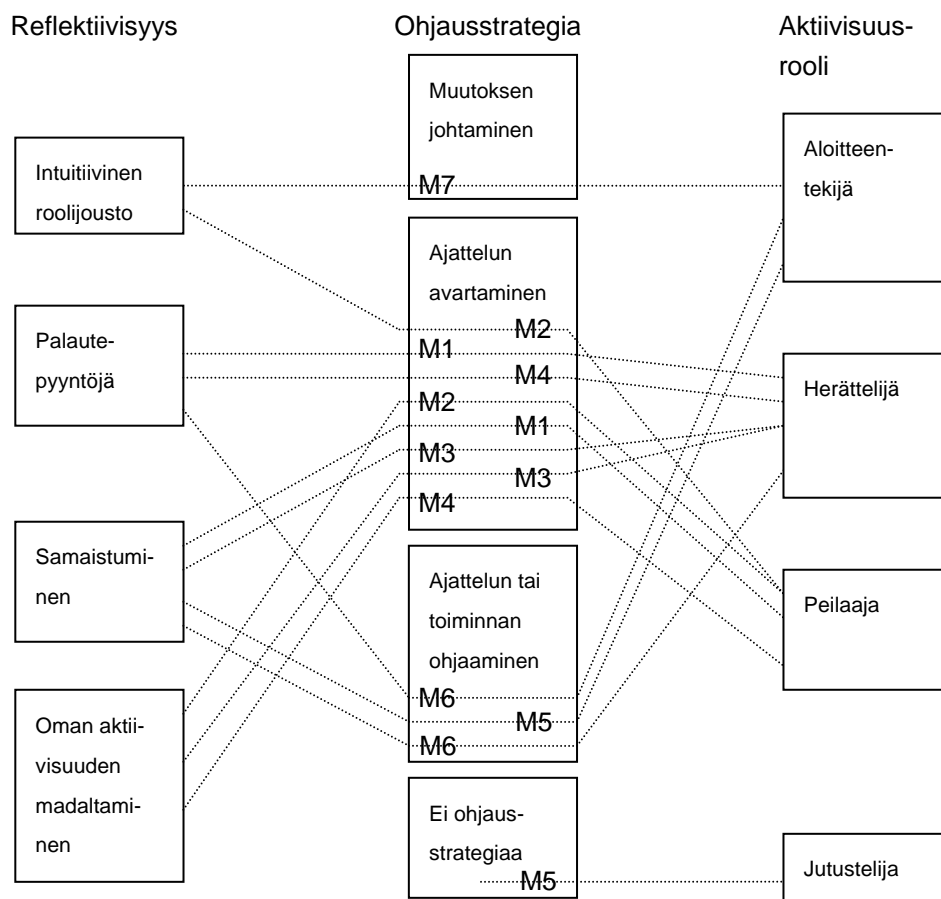 Reflektiivisyys
Ohjausstrategia
Aktiivisuus-
rooli
Intuitiivinen
roolijousto
Palaute-
pyyntöjä
Samaistumi-
nen
Oman aktii-
visuuden
madaltami-
nen
Muutoksen
johtaminen
M7
Ajattelun
avartaminen
M2
M1
M4
M2
M1
M3
M3
M4
Ajattelun tai
toiminnan
ohjaaminen
M6
M5
M6
Ei ohjaus-
strategiaa
M5
Aloitteen-
tekijä
Herättelijä
Peilaaja
Jutustelija